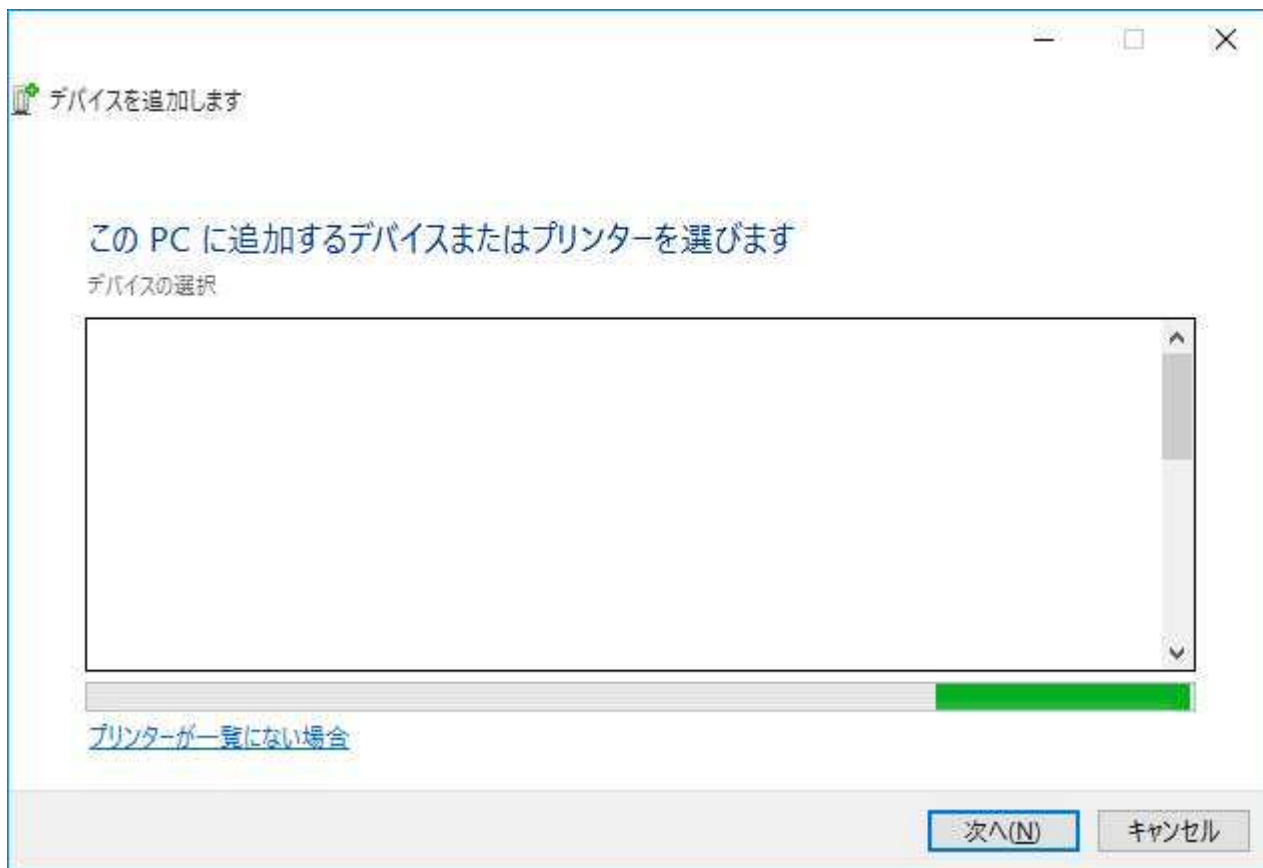 デバイスを追加します
この PC に追加するデバイスまたはプリンターを選びます
デバイスの選択
プリンターが一覧にない場合
次へ(N)
キャンセル